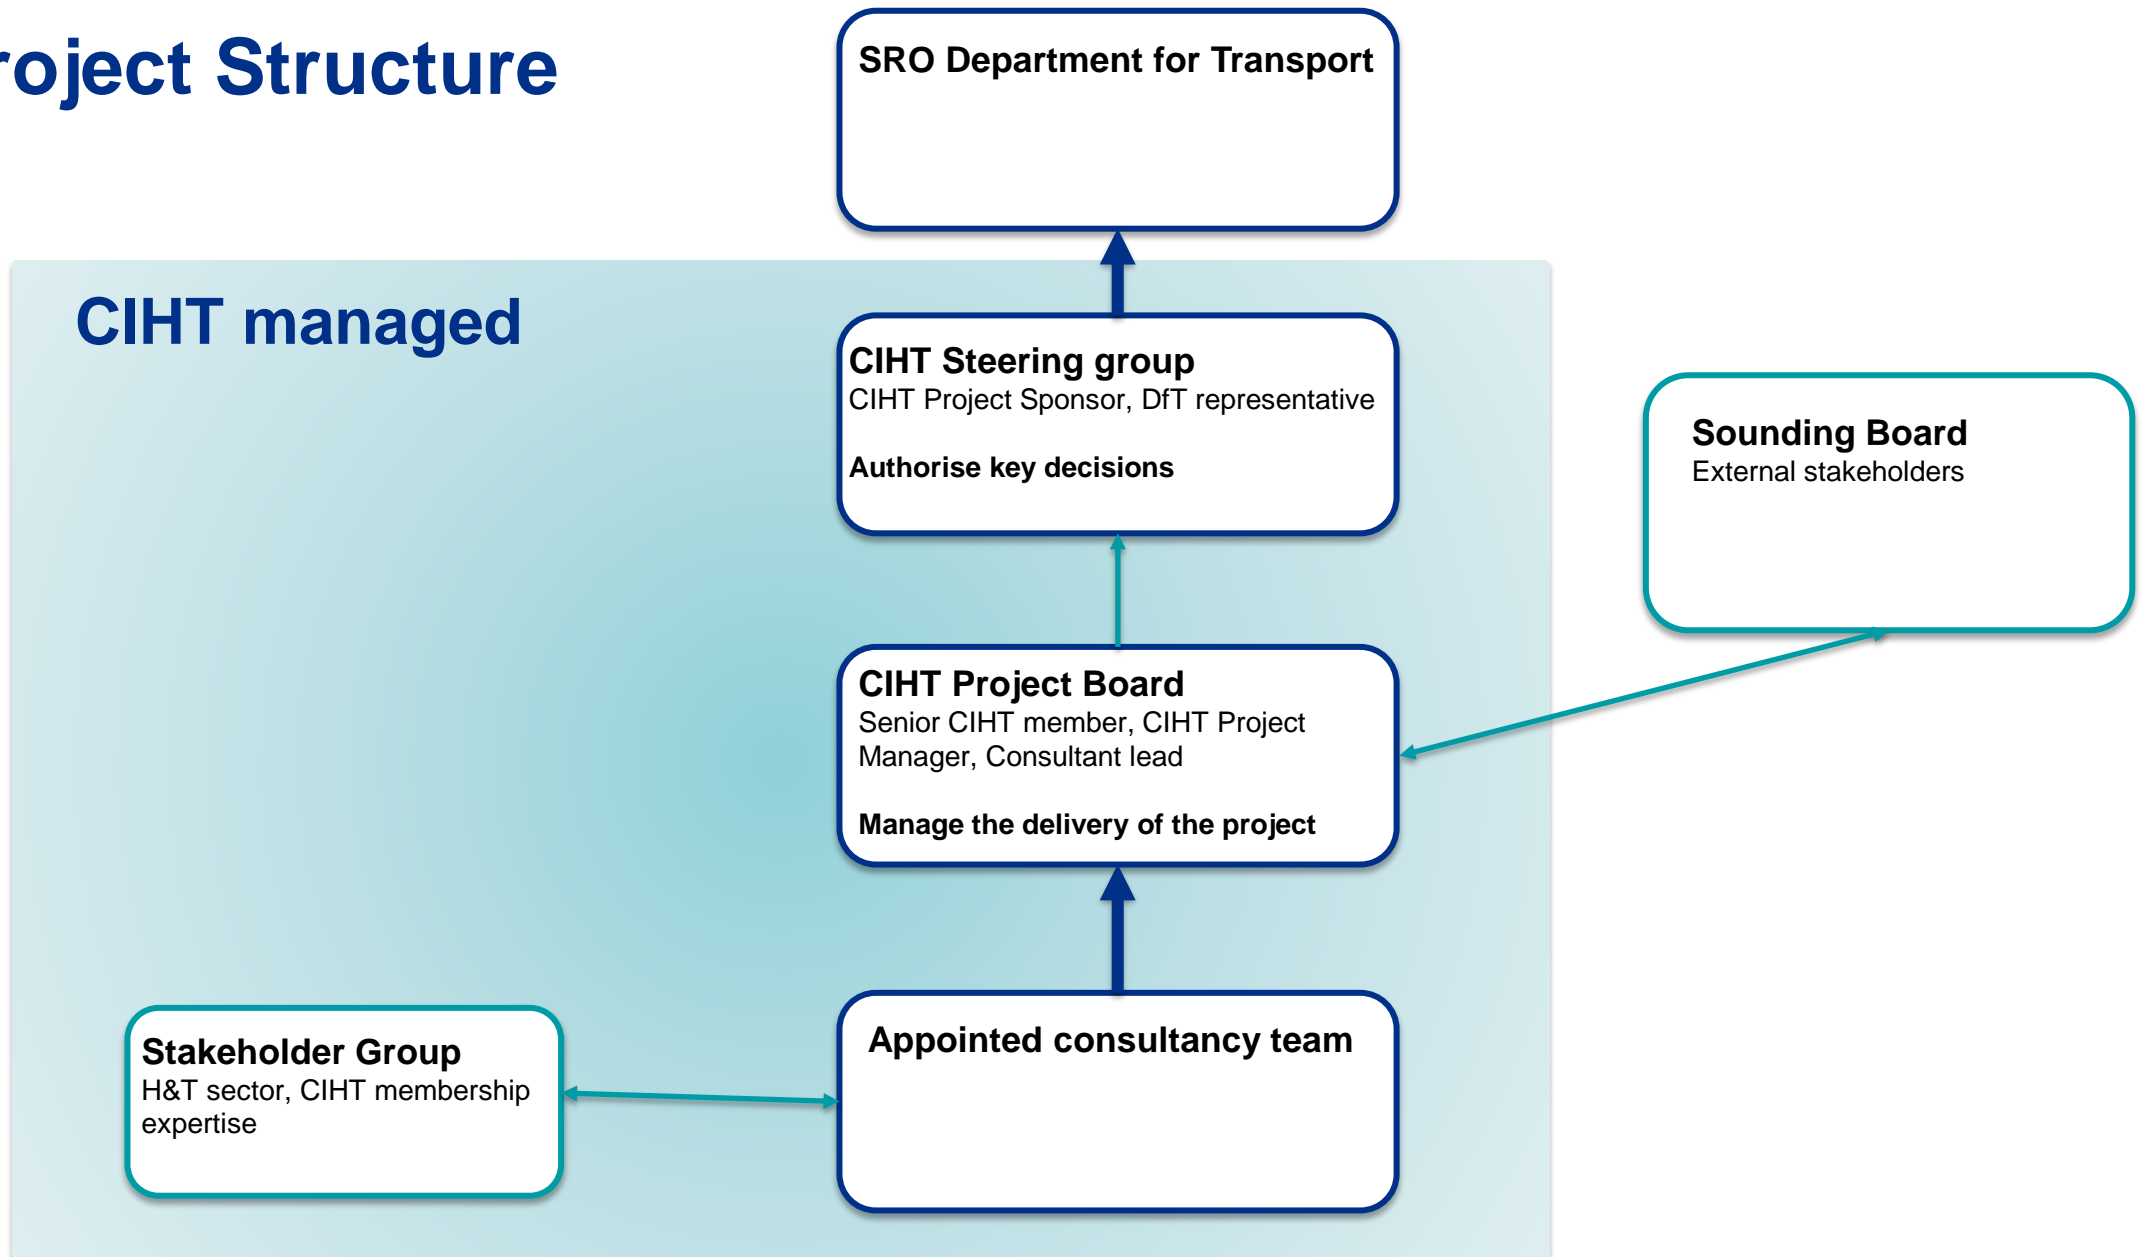 roject Structure
SRO Department for Transport
CIHT managed
CIHT Steering group
CIHT Project Sponsor, DfT representative
Authorise key decisions
Sounding Board
External stakeholders
CIHT Project Board
Senior CIHT member, CIHT Project
Manager, Consultant lead
Manage the delivery of the project
Stakeholder Group
H&T sector, CIHT membership
expertise
Appointed consultancy team